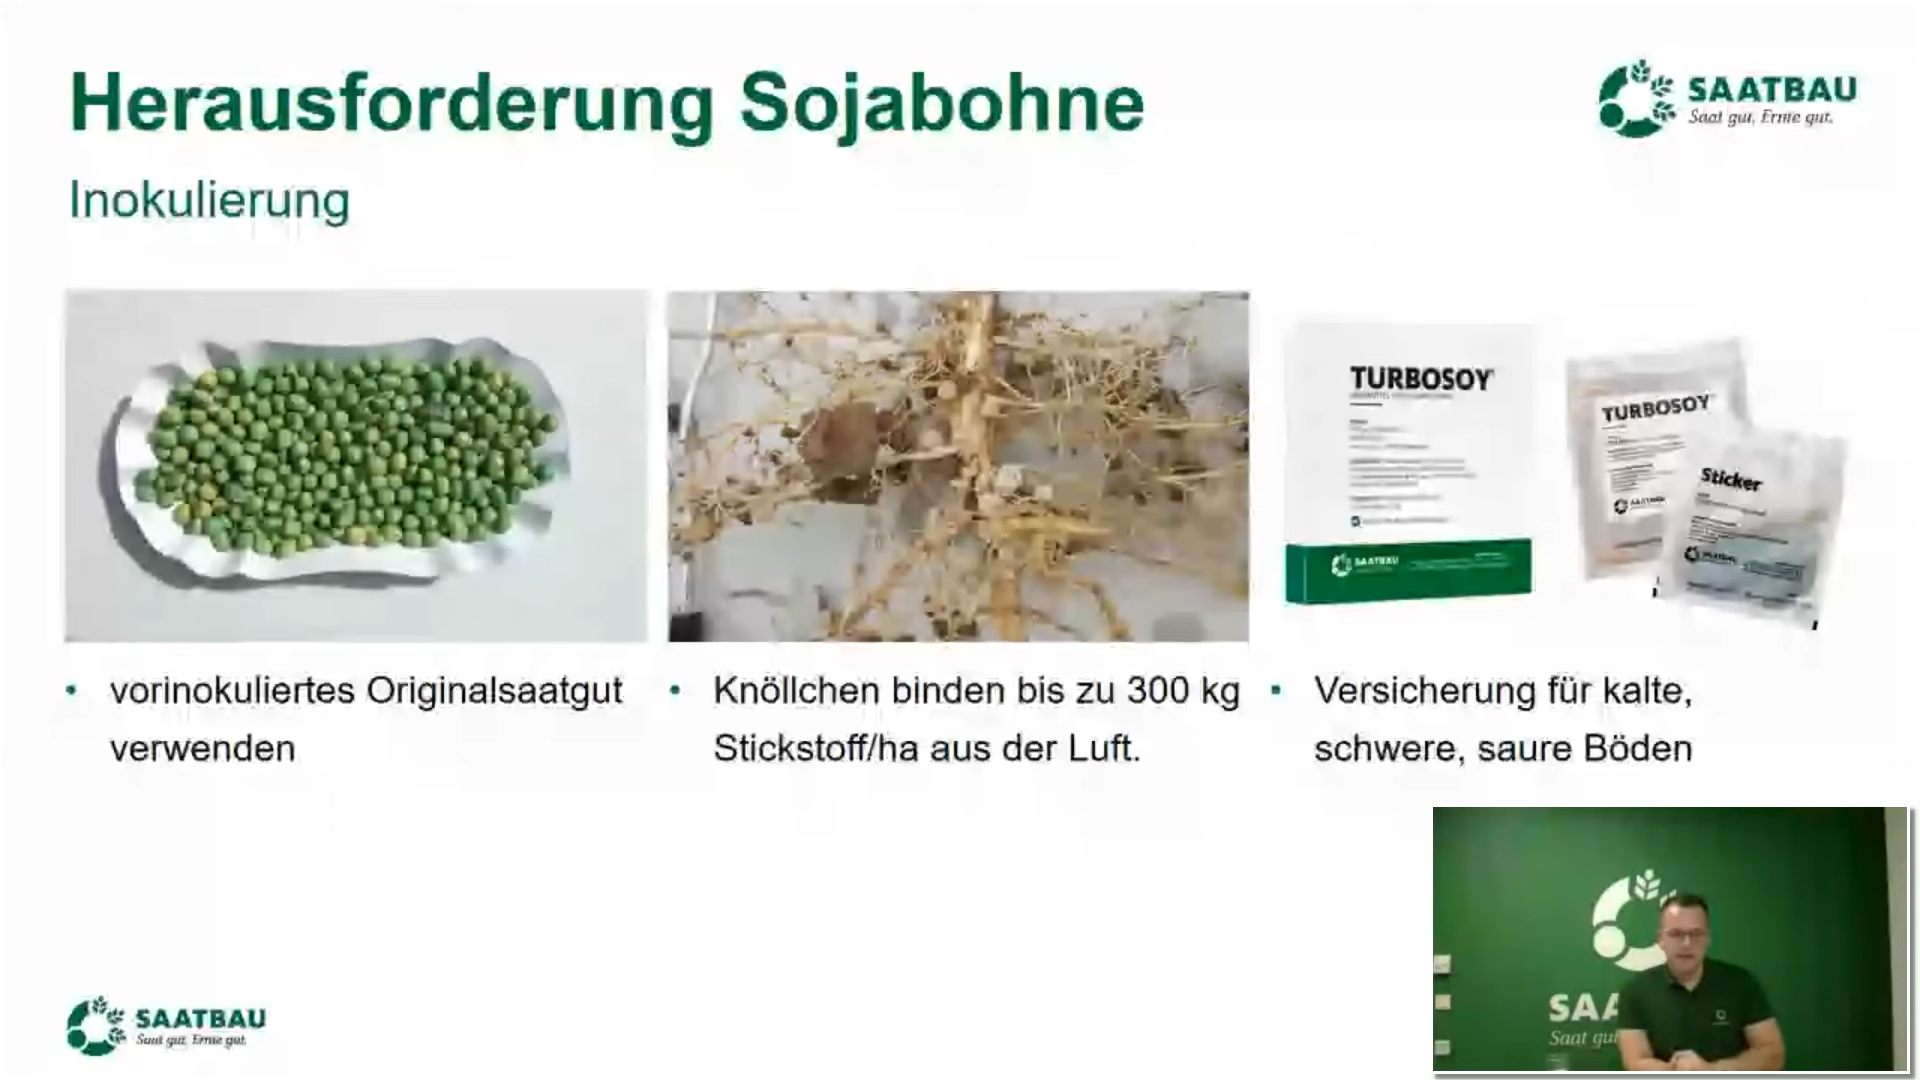 Herausforderung Sojabohne
SAATBAU
Saat gut, Ernte gut.
Inokulierung
TURBOSOY
SAATBAU
TURBOSOY
SAATBAU
Sticker
SAATBAU
• vorinokuliertes Originalsaatgut
verwenden
• Knöllchen binden bis zu 300 kg
Stickstoff/ha aus der Luft.
• Versicherung für kalte,
schwere, saure Böden
SAATBAU
Saat gut, Ernte gut.
SAA
Saat gut